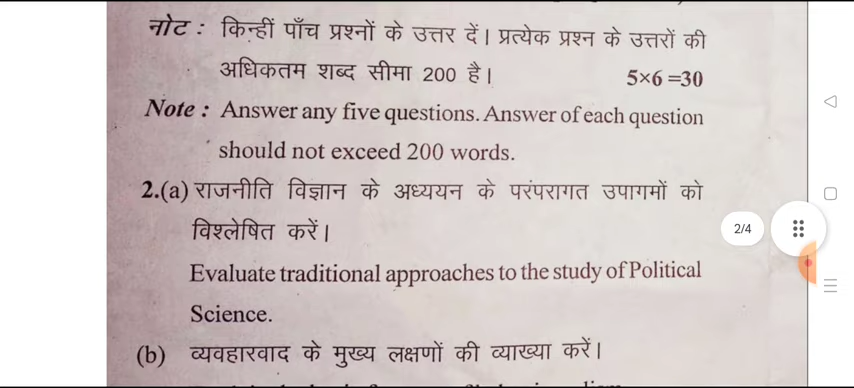 नोट : किन्हीं पाँच प्रश्नों के उत्तर दें। प्रत्येक प्रश्न के उत्तरों की
अधिकतम शब्द सीमा 200 है। 5×6 =30
Note : Answer any five questions. Answer of each question
should not exceed 200 words.
2.(a) राजनीति विज्ञान के अध्ययन के परंपरागत उपागमों को
विश्लेषित करें।
2/4
Evaluate traditional approaches to the study of Political
Science.
(b) व्यवहारवाद के मुख्य लक्षणों की व्याख्या करें।